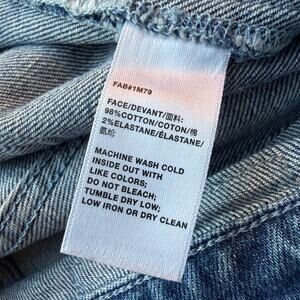 FAB#1M79
FACE/DEVANT/面料:
98%COTTON/COTON/棉
2%ELASTANE/ÉLASTANE/
氨纶
MACHINE WASH COLD
INSIDE OUT WITH
LIKE COLORS;
DO NOT BLEACH;
TUMBLE DRY LOW;
LOW IRON OR DRY CLEAN